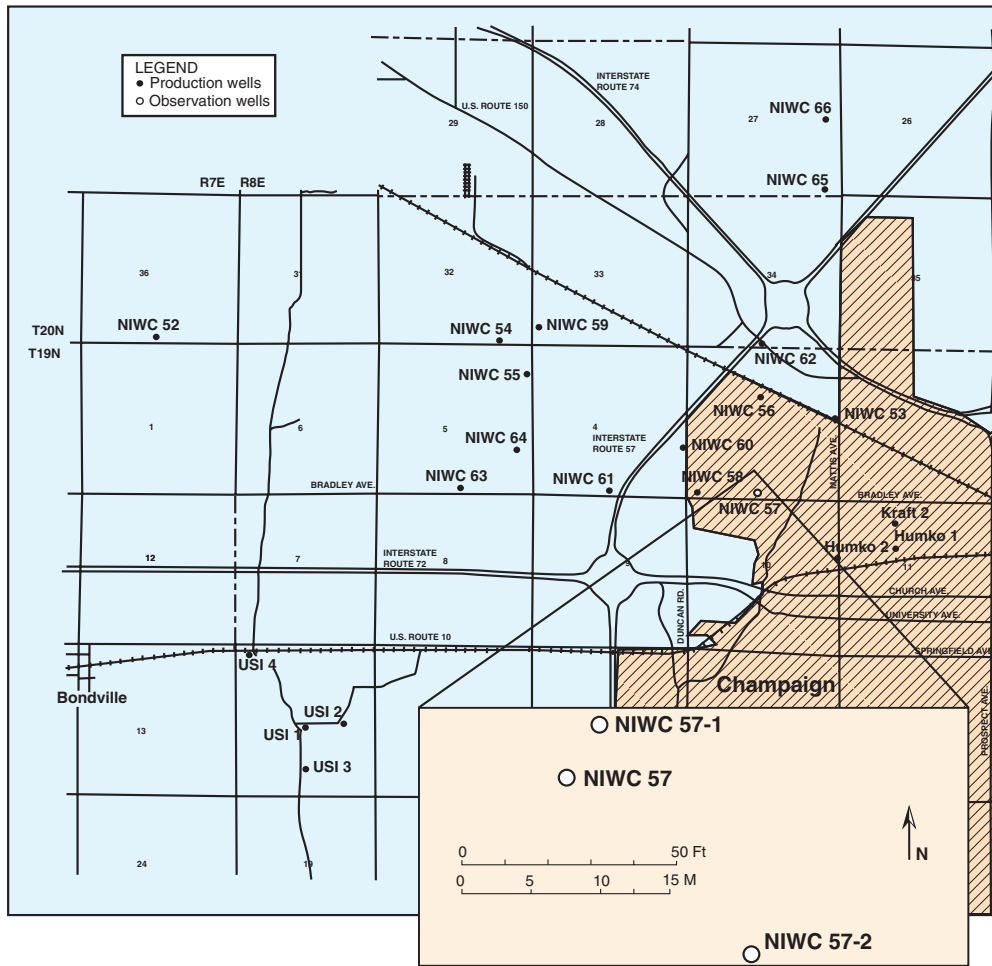 LEGEND
Production wells
Observation wells
INTERSTATE
ROUTE 74
U.S. ROUTE 150
29
28
27
26
NIWC 66
NIWC 65
R7E
R8E
36
31
32
33
34
35
T20N
T19N
NIWC 52
NIWC 54
NIWC 59
NIWC 62
NIWC 55
NIWC 56
NIWC 53
1
6
5
4
INTERSTATE
ROUTE 57
NIWC 64
NIWC 60
MATTIS AVE.
NIWC 63
NIWC 61
NIWC 58
NIWC 57
BRADLEY AVE.
BRADLEY AVE.
Kraft 2
Humko 1
Humko 2
12
7
INTERSTATE
ROUTE 72
8
9
10
11
CHURCH AVE.
UNIVERSITY AVE.
DUNCAN RD.
U.S. ROUTE 10
SPRINGFIELD AVE.
USI 4
Bondville
Champaign
PROSPECT AVE.
13
USI 2
USI 1
USI 3
24
19
NIWC 57-1
NIWC 57
0
50 Ft
0
5
10
15 M
N
NIWC 57-2